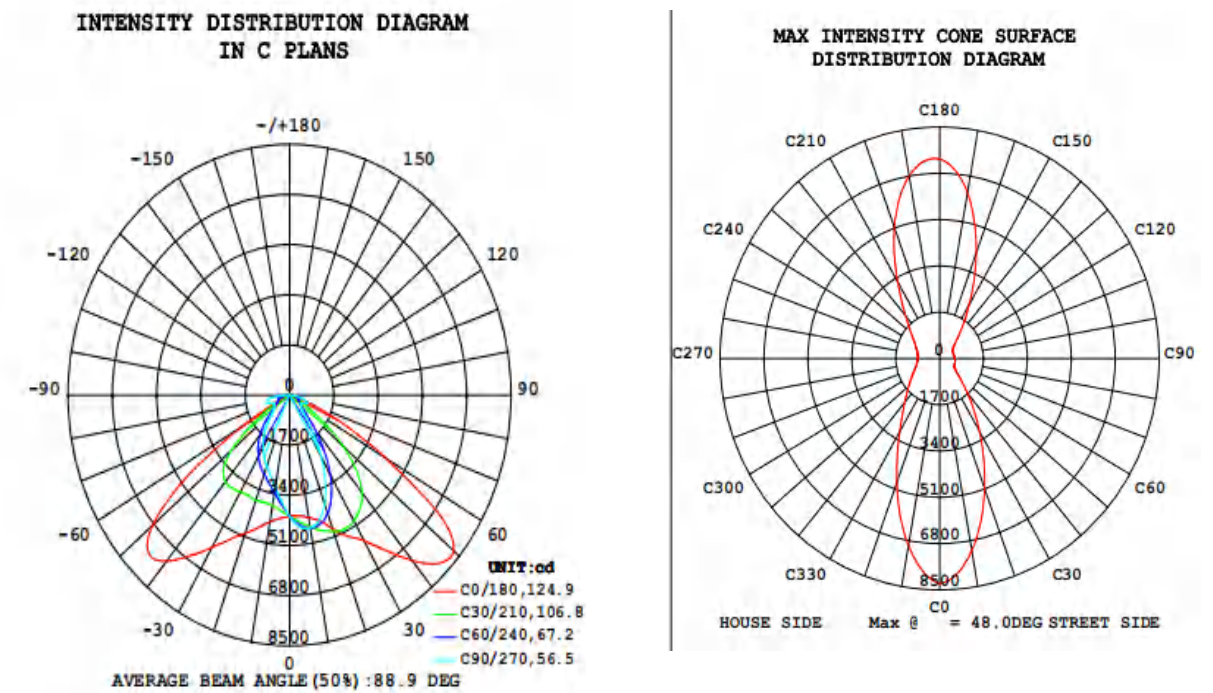 INTENSITY DISTRIBUTION DIAGRAM
IN C PLANS
-/+180
-150
150
-120
120
-90
90
-60
60
-30
30
0
0
1700
3400
5100
6800
8500
UNIT:cd
C0/180,124.9
C30/210,106.8
C60/240,67.2
C90/270,56.5
AVERAGE BEAM ANGLE(50%):88.9 DEG
MAX INTENSITY CONE SURFACE
DISTRIBUTION DIAGRAM
C180
C210
C150
C240
C120
C270
C90
C300
C60
C330
C30
C0
0
1700
3400
5100
6800
8500
HOUSE SIDE Max @ = 48.0DEG STREET SIDE